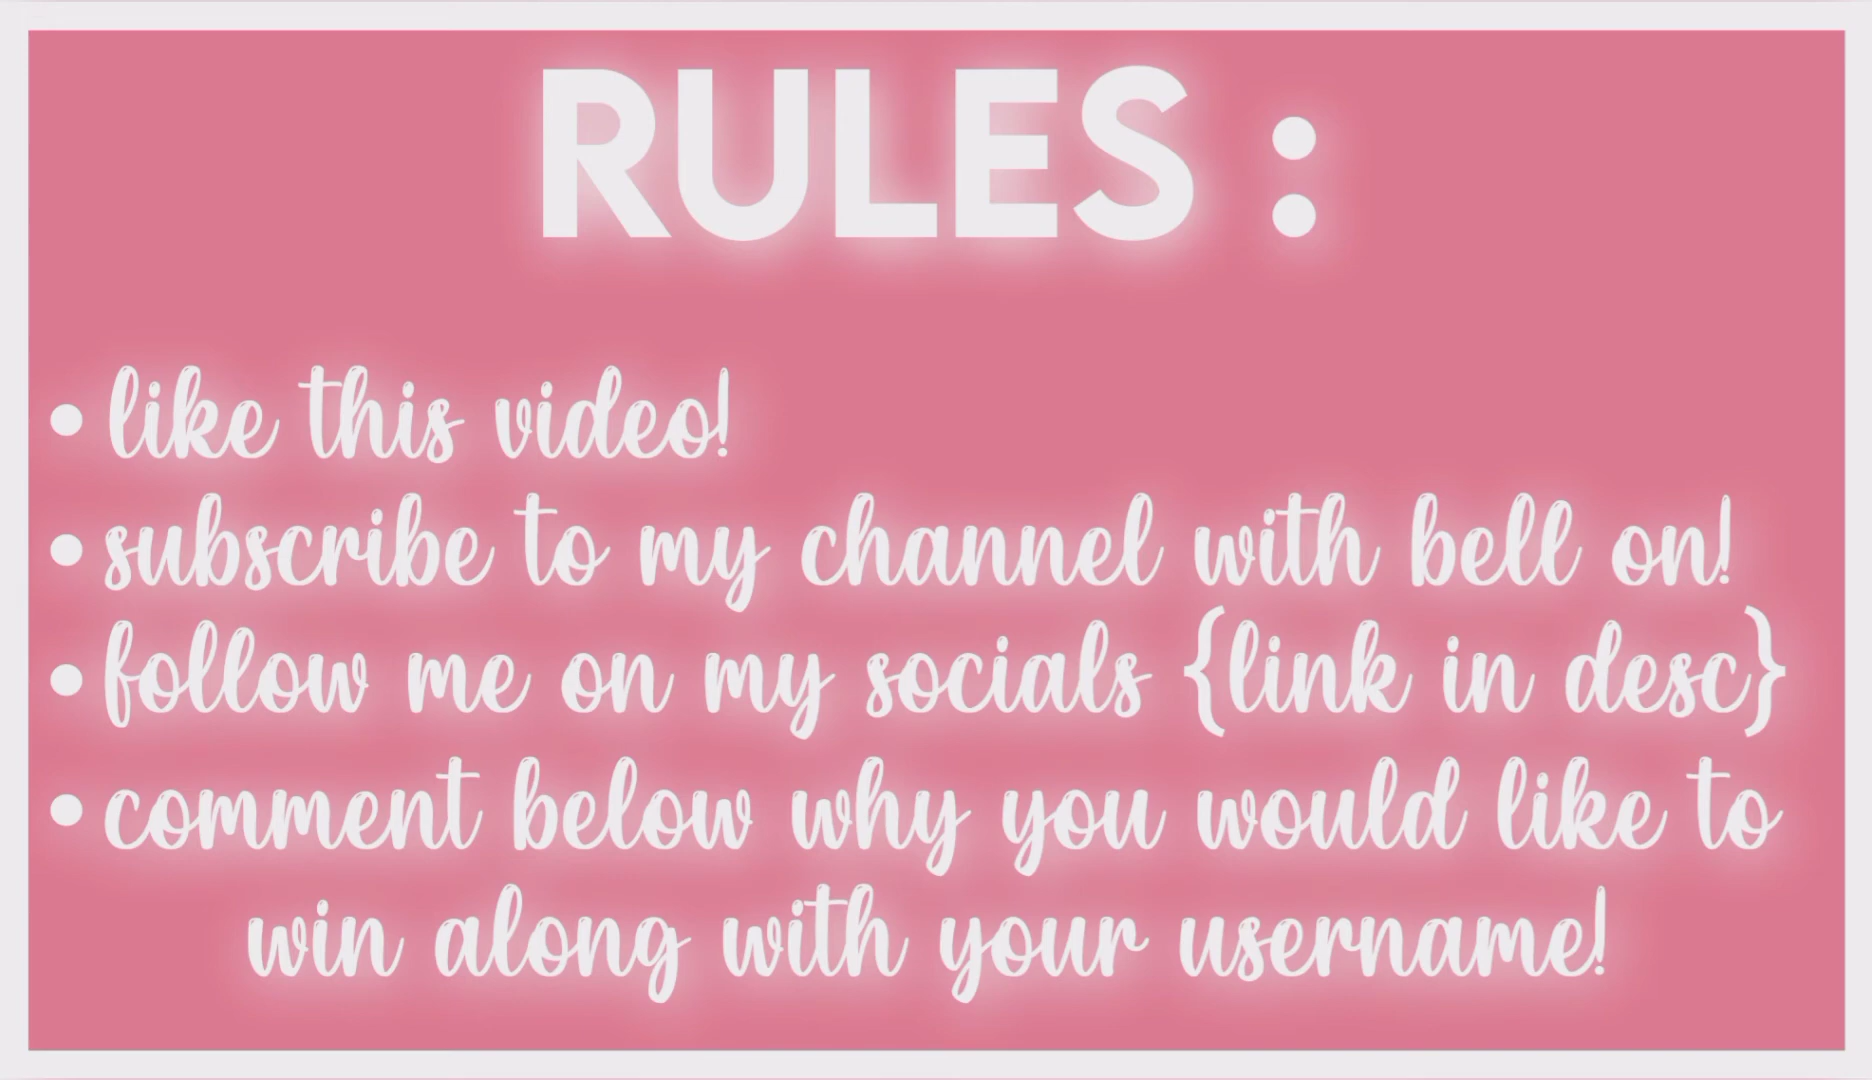 RULES :
• like this video!
• subscribe to my channel with bell on!
• follow me on my socials {link in desc}
• comment below why you would like to
win along with your username!